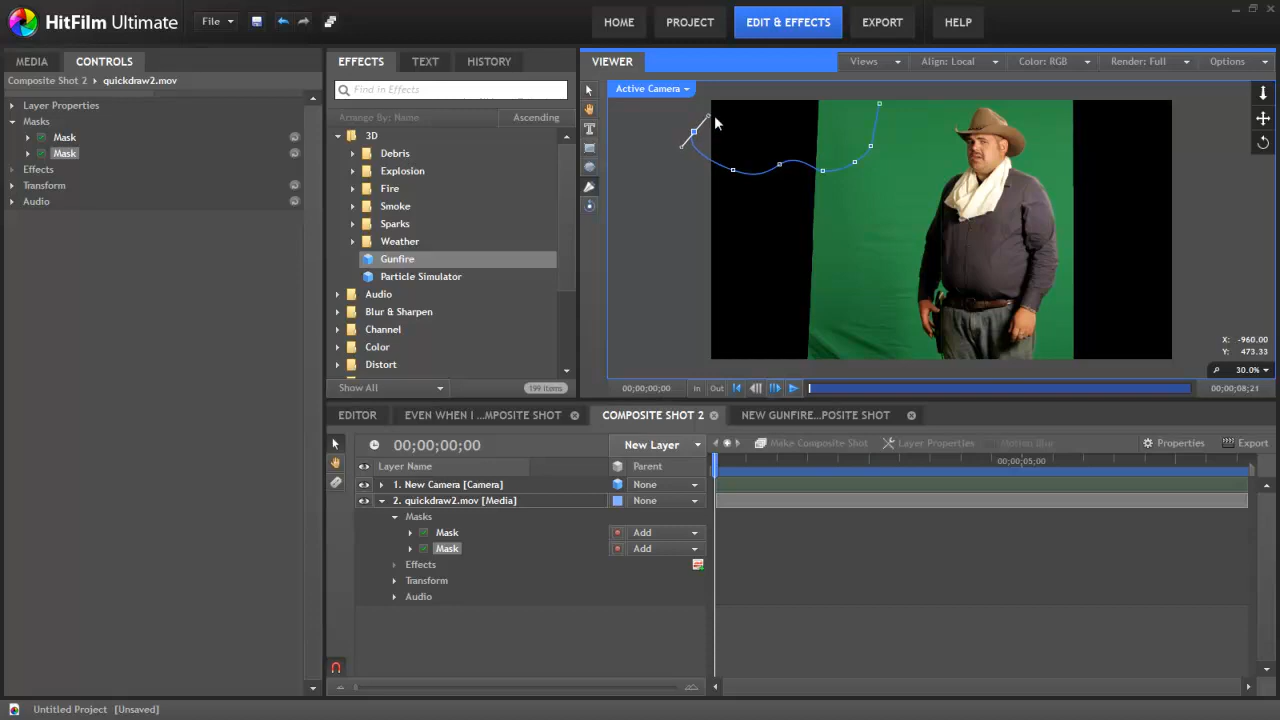 HitFilm Ultimate
File
HOME
PROJECT
EDIT & EFFECTS
EXPORT
HELP
MEDIA
CONTROLS
Composite Shot 2
quickdraw2.mov
Layer Properties
Masks
Mask
Mask
Effects
Transform
Audio
EFFECTS
TEXT
HISTORY
Find in Effects
Arrange By: Name
Ascending
3D
Debris
Explosion
Fire
Smoke
Sparks
Weather
Gunfire
Particle Simulator
Audio
Blur & Sharpen
Channel
Color
Distort
Show All
199 items
VIEWER
Views
Align: Local
Color: RGB
Render: Full
Options
Active Camera
X: -960.00
Y: 473.33
30.0%
00;00;00;00
In
Out
00;00;08;21
EDITOR
EVEN WHEN I ...MPOSITE SHOT
COMPOSITE SHOT 2
NEW GUNFIRE...POSITE SHOT
00;00;00;00
New Layer
Make Composite Shot
Layer Properties
Motion Blur
Properties
Export
Layer Name
Parent
00;00;05;00
1. New Camera [Camera]
None
2. quickdraw2.mov [Media]
None
Masks
Mask
Add
Mask
Add
Effects
Transform
Audio
Untitled Project
[Unsaved]